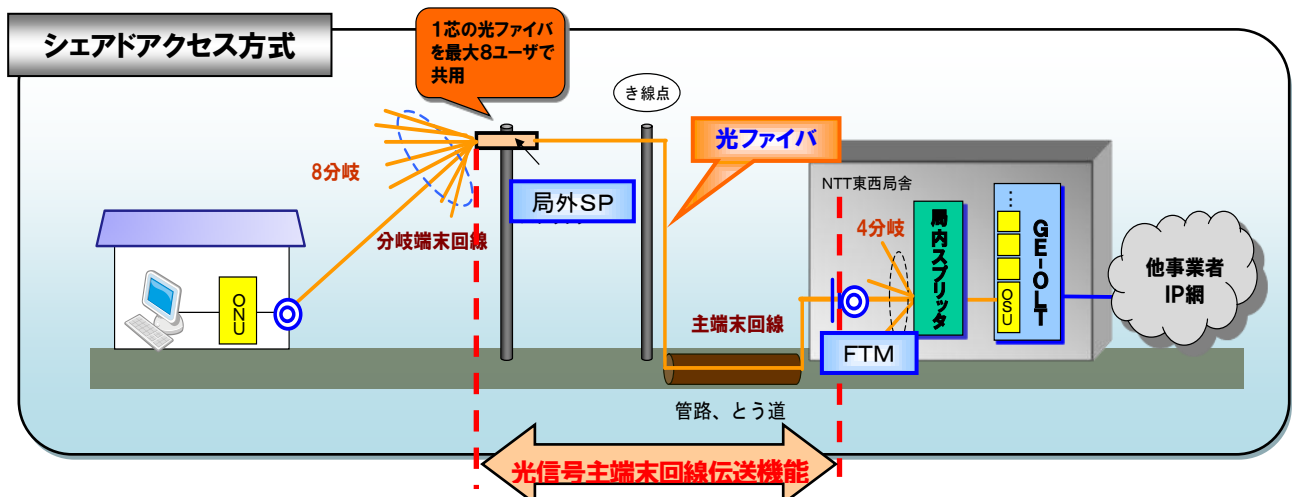 シェアドアクセス方式
1芯の光ファイバ
を最大8ユーザで
共用
き線点
光ファイバ
8分岐
局外SP
NTT東西局舎
4分岐
局内スプリッタ
GE-OLT
⋮
OSU
他事業者
IP網
分岐端末回線
ONU
主端末回線
FTM
管路、とう道
光信号主端末回線伝送機能